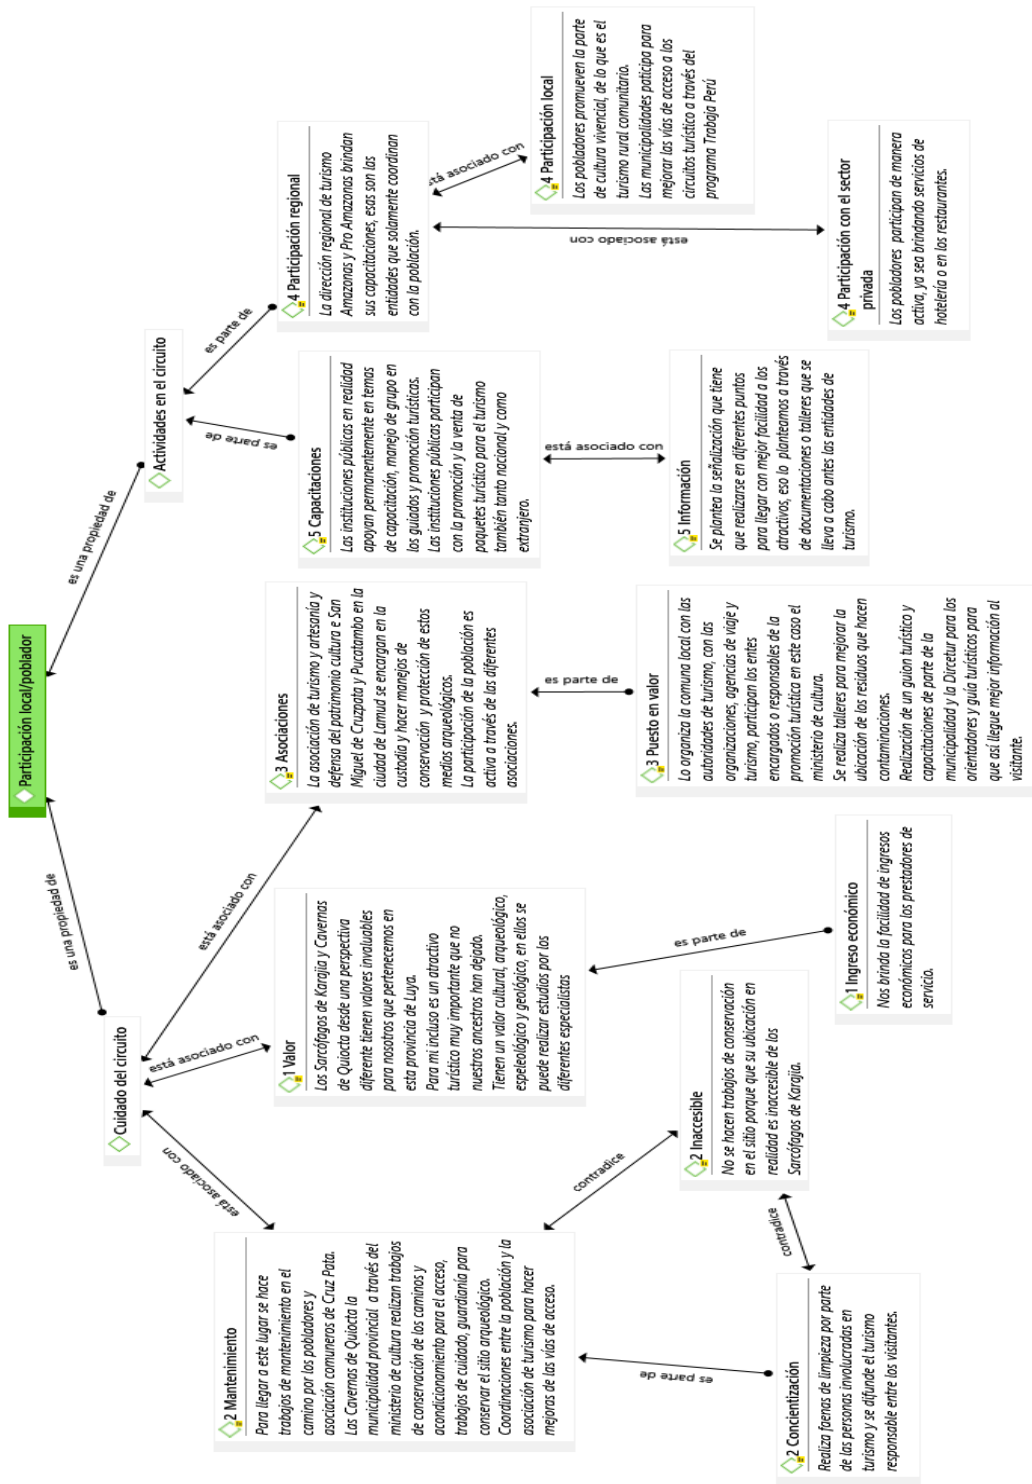 Participación local/poblador
es una propiedad de
es una propiedad de
Cuidado del circuito
Actividades en el circuito
está asociado con
está asociado con
está asociado con
es parte de
es parte de
2 Mantenimiento
Para llegar a este lugar se hace
trabajos de mantenimiento en el
camino por los pobladores y
asociación comuneros de Cruz Pata.
Las Cavernas de Quiocta la
municipalidad provincial a través del
ministerio de cultura realizan trabajos
de conservación de los caminos y
acondicionamiento para el acceso,
trabajos de cuidado, guardianía para
conservar el sitio arqueológico.
Coordinaciones entre la población y la
asociación de turismo para hacer
mejoras de las vías de acceso.
1 Valor
Los Sarcófagos de Karajia y Cavernas
de Quiocta desde una perspectiva
diferente tienen valores invaluables
para nosotros que pertenecemos en
esta provincia de Luya.
Para mi incluso es un atractivo
turístico muy importante que no
nuestros ancestros han dejado.
Tienen un valor cultural, arqueológico,
espeleológico y geológico, en ellos se
puede realizar estudios por los
diferentes especialistas
3 Asociaciones
La asociación de turismo y artesanía y
defensa del patrimonio cultura e San
Miguel de Cruzpata y Pucatambo en la
ciudad de Lamud se encargan en la
custodia y hacer manejos de
conservación y protección de estos
medios arqueológicos.
La participación de la población es
activa a través de las diferentes
asociaciones.
5 Capacitaciones
Las instituciones públicas en realidad
apoyan permanentemente en temas
de capacitación, manejo de grupo en
los guiados y promoción turísticas.
Las instituciones públicas participan
con la promoción y la venta de
paquetes turístico para el turismo
también tanto nacional y como
extranjero.
4 Participación regional
La dirección regional de turismo
Amazonas y Pro Amazonas brindan
sus capacitaciones, esas son las
entidades que solamente coordinan
con la población.
contradice
es parte de
es parte de
está asociado con
está asociado con
está asociado con
4 Participación local
Los pobladores promueven la parte
de cultura vivencial, de lo que es el
turismo rural comunitario.
Las municipalidades paticipa para
mejorar las vías de acceso a los
circuitos turístico a través del
programa Trabaja Perú
2 Inaccesible
No se hacen trabajos de conservación
en el sitio porque que su ubicación en
realidad es inaccesible de los
Sarcófagos de Karajia.
3 Puesto en valor
Lo organiza la comuna local con las
autoridades de turismo, con las
organizaciones, agencias de viaje y
turismo, participan los entes
encargados o responsables de la
promoción turística en este caso el
ministerio de cultura.
Se realiza talleres para mejorar la
ubicación de los residuos que hacen
contaminaciones.
Realización de un guion turístico y
capacitaciones de parte de la
municipalidad y la Dircetur para los
orientadores y guía turísticos para
que así llegue mejor información al
visitante.
5 Información
Se plantea la señalización que tiene
que realizarse en diferentes puntos
para llegar con mejor facilidad a los
atractivos, eso lo planteamos a través
de documentaciones o talleres que se
lleva a cabo antes las entidades de
turismo.
es parte de
contradice
2 Concientización
Realiza faenas de limpieza por parte
de las personas involucradas en
turismo y se difunde el turismo
responsable entre los visitantes.
1 Ingreso económico
Nos brinda la facilidad de ingresos
económicos para los prestadores de
servicio.
4 Participación con el sector
privada
Los pobladores participan de manera
activa, ya sea brindando servicios de
hotelería o en los restaurantes.